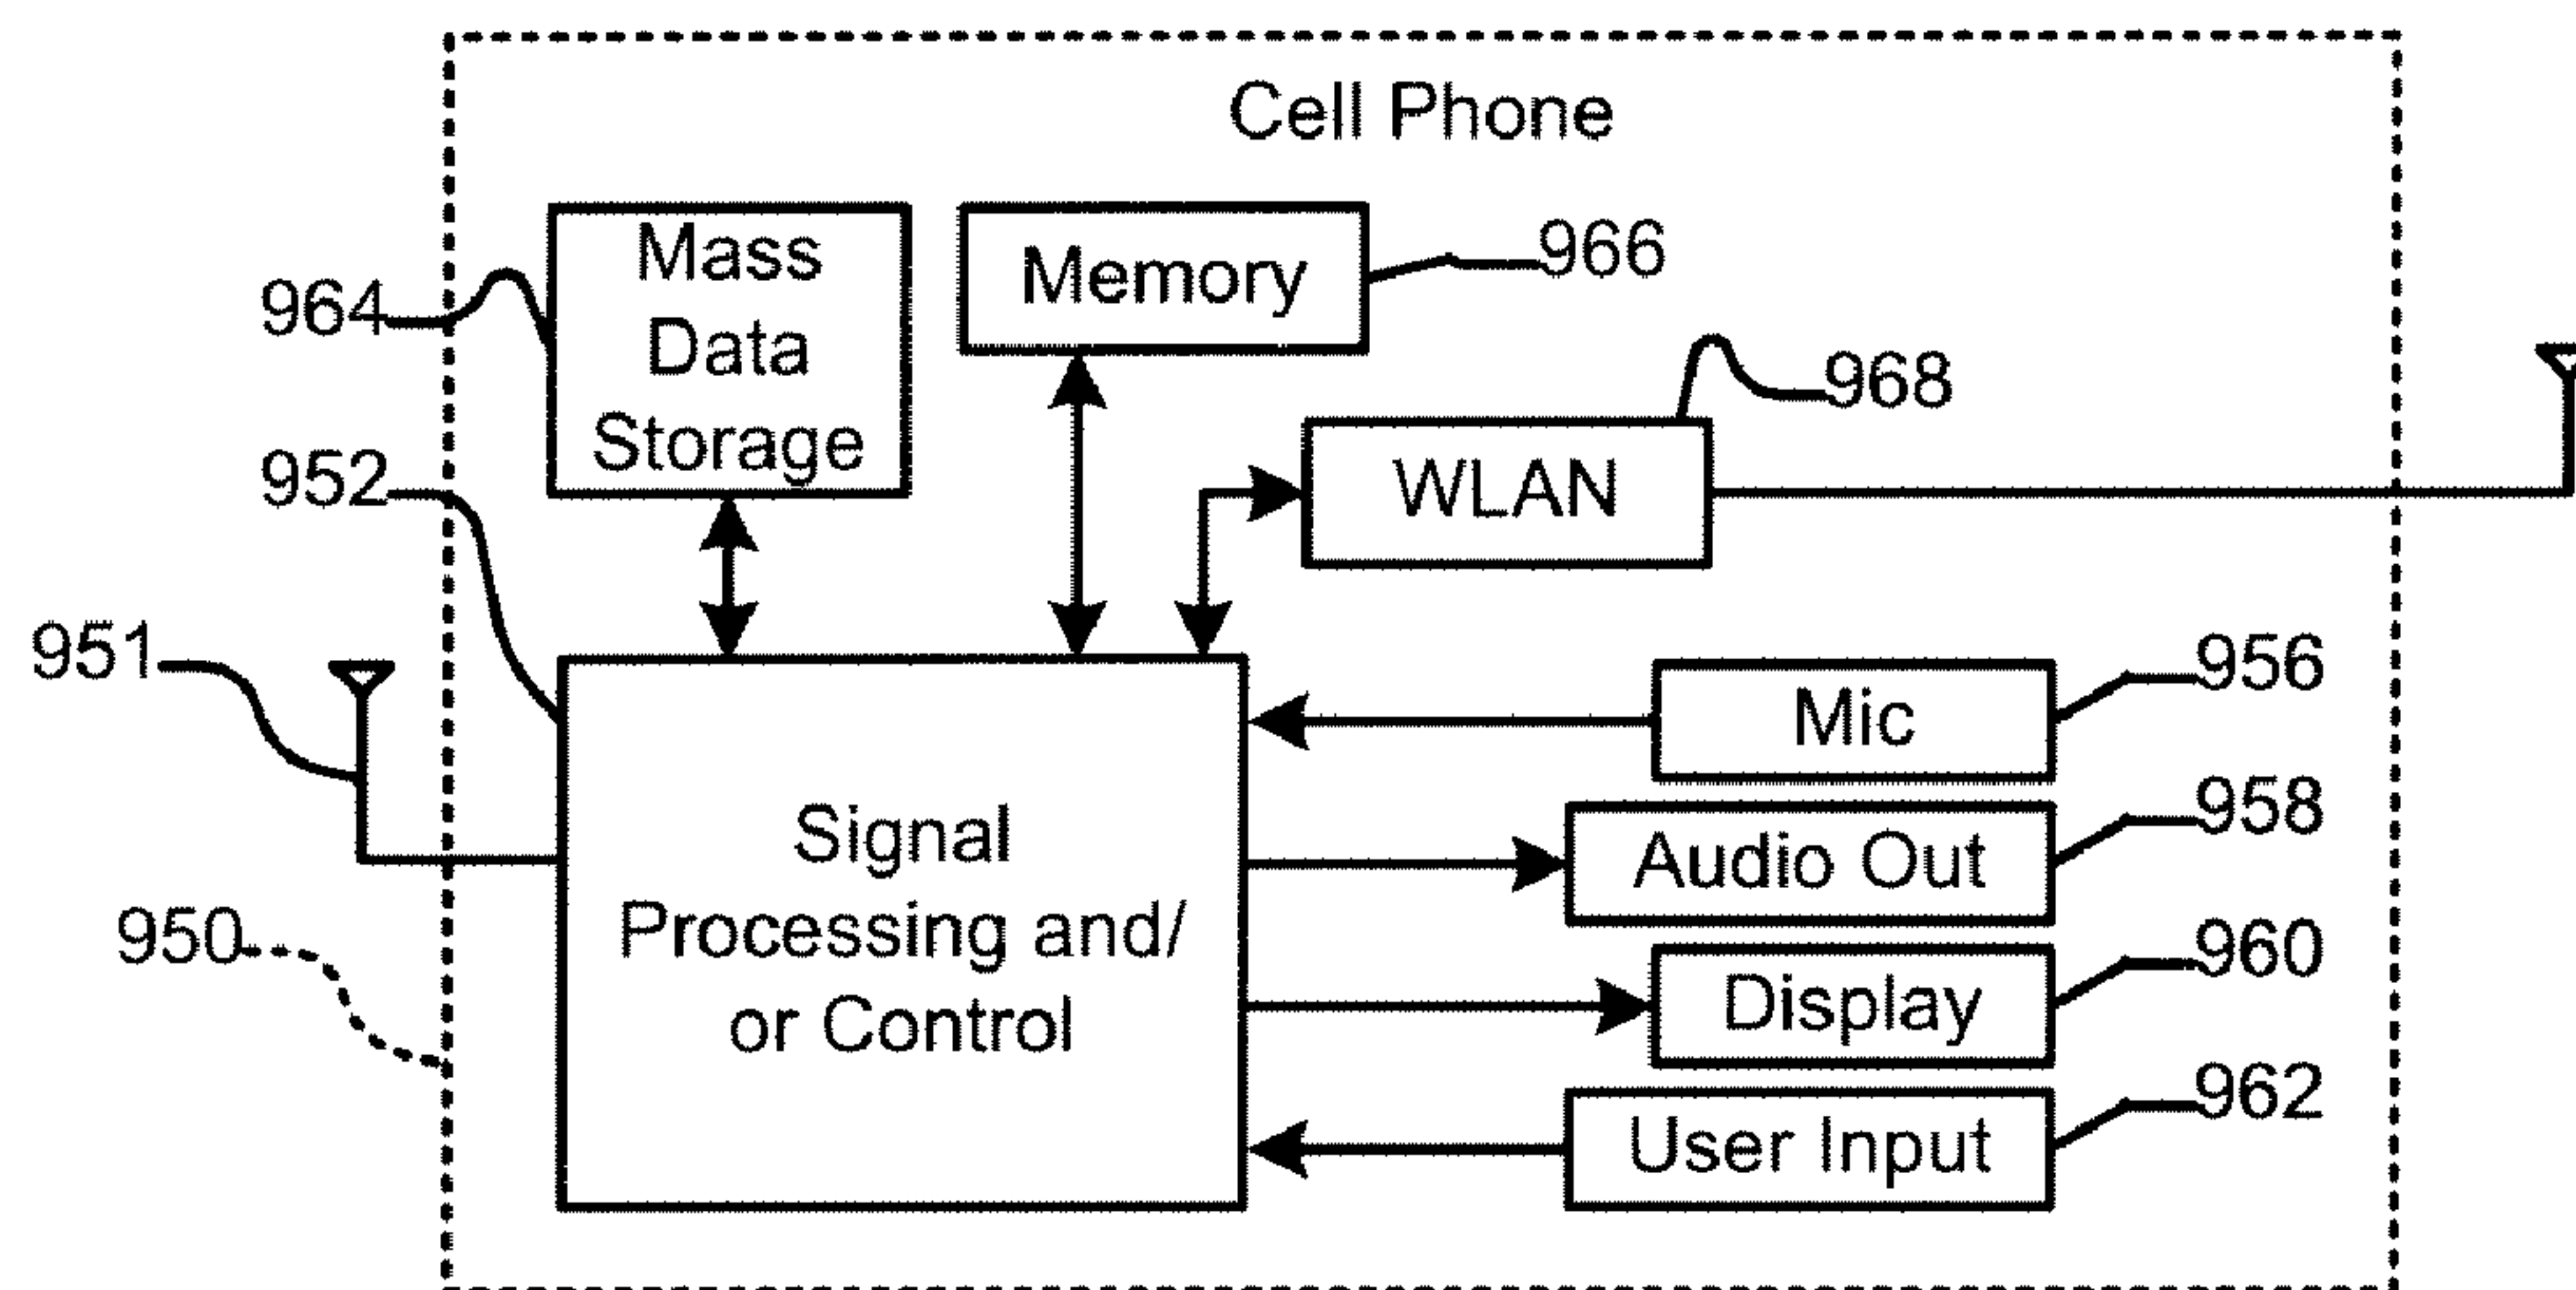 Cell Phone
Mass
Data
Storage
964
Memory
966
968
WLAN
952
951
Signal
Processing and/
or Control
950
Mic
956
Audio Out
958
Display
960
User Input
962